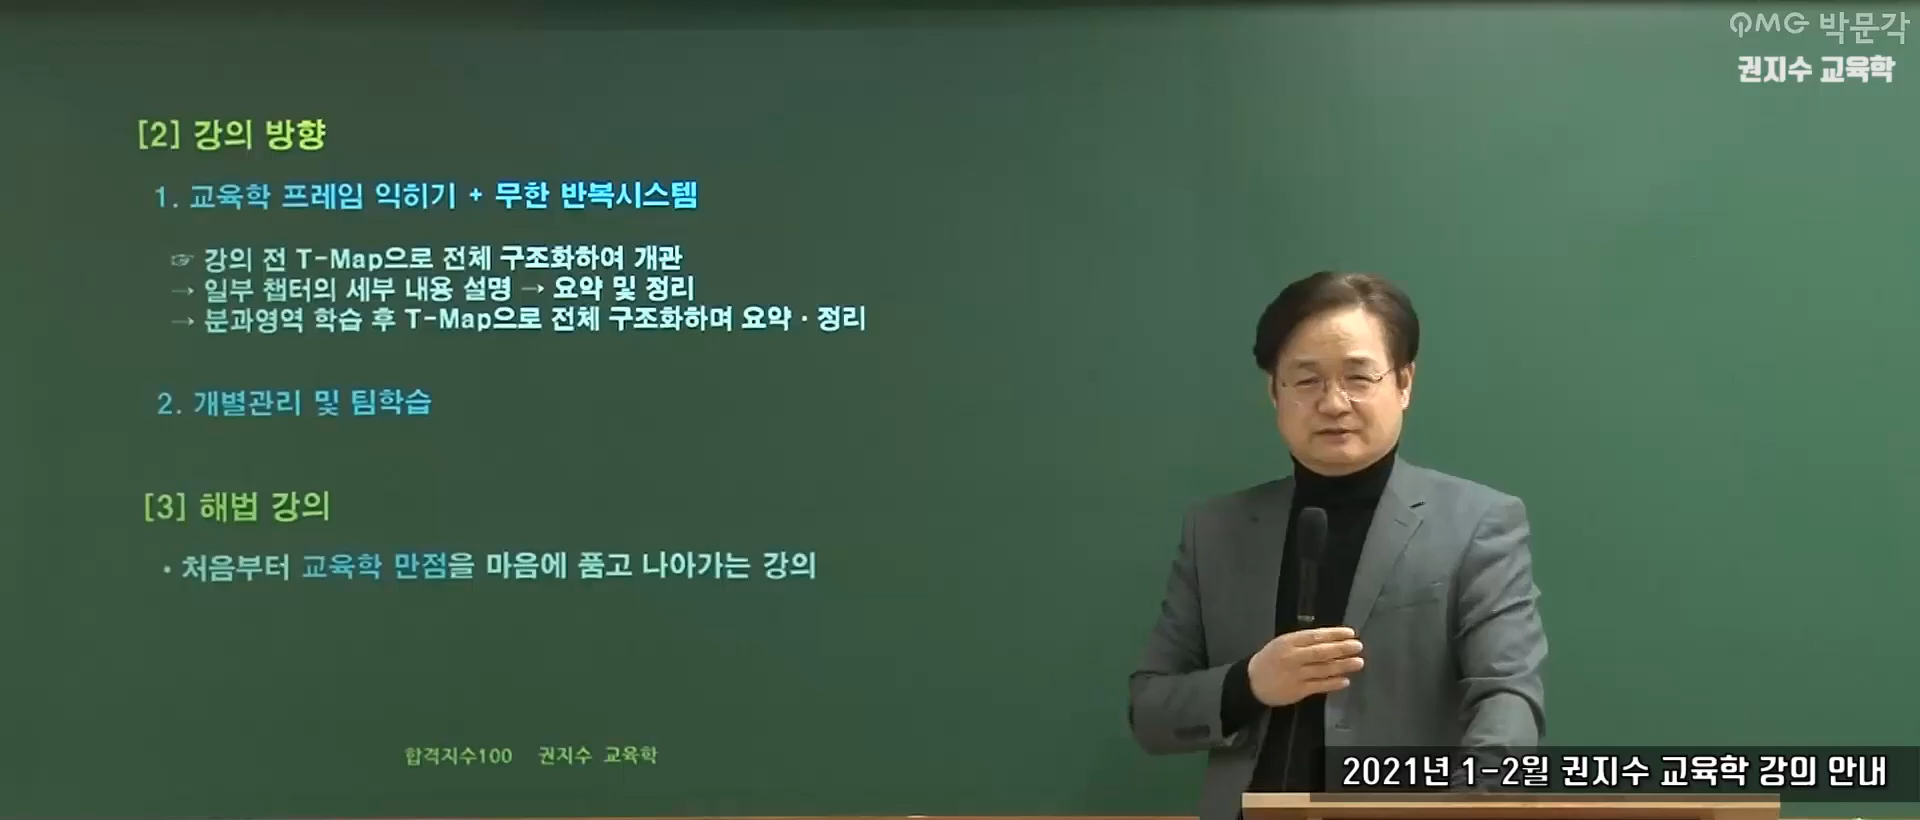 PMG 박문각
권지수 교육학
[2] 강의 방향
1. 교육학 프레임 익히기 + 무한 반복시스템
☞ 강의 전 T-Map으로 전체 구조화하여 개관
→ 일부 챕터의 세부 내용 설명 → 요약 및 정리
→ 분과영역 학습 후 T-Map으로 전체 구조화하며 요약 · 정리
2. 개별관리 및 팀학습
[3] 해법 강의
• 처음부터 교육학 만점을 마음에 품고 나아가는 강의
합격지수100 권지수 교육학
2021년 1-2월 권지수 교육학 강의 안내